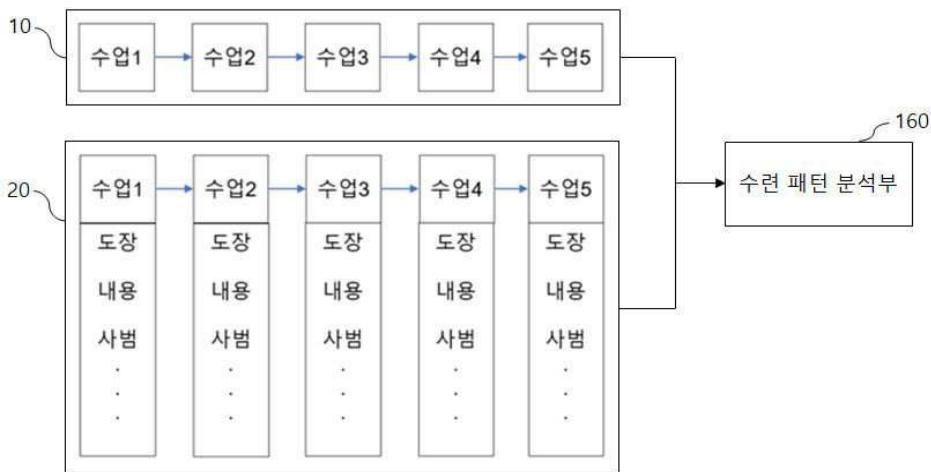 10
수업1 수업2 수업3 수업4 수업5
160
수련 패턴 분석부
20
수업1 수업2 수업3 수업4 수업5
도장 도장 도장 도장 도장
내용 내용 내용 내용 내용
사범 사범 사범 사범 사범
. . . . .
. . . . .
. . . . .